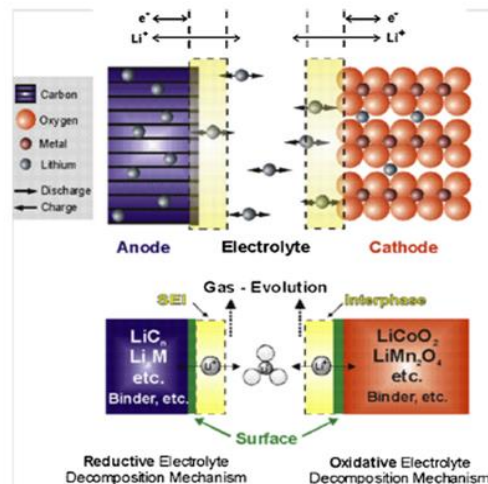 e⁻ e⁻
Li⁺ Li⁺
Carbon
Oxygen
Metal
Lithium
Discharge
Charge
Anode Electrolyte Cathode
Gas - Evolution
SEI Interphase
LiCₙ
LiₓM
etc.
Binder, etc.
Li⁺ Li⁺
LiCoO₂
LiMn₂O₄
etc.
Binder, etc.
Surface
Reductive Electrolyte
Decomposition Mechanism
Oxidative Electrolyte
Decomposition Mechanism